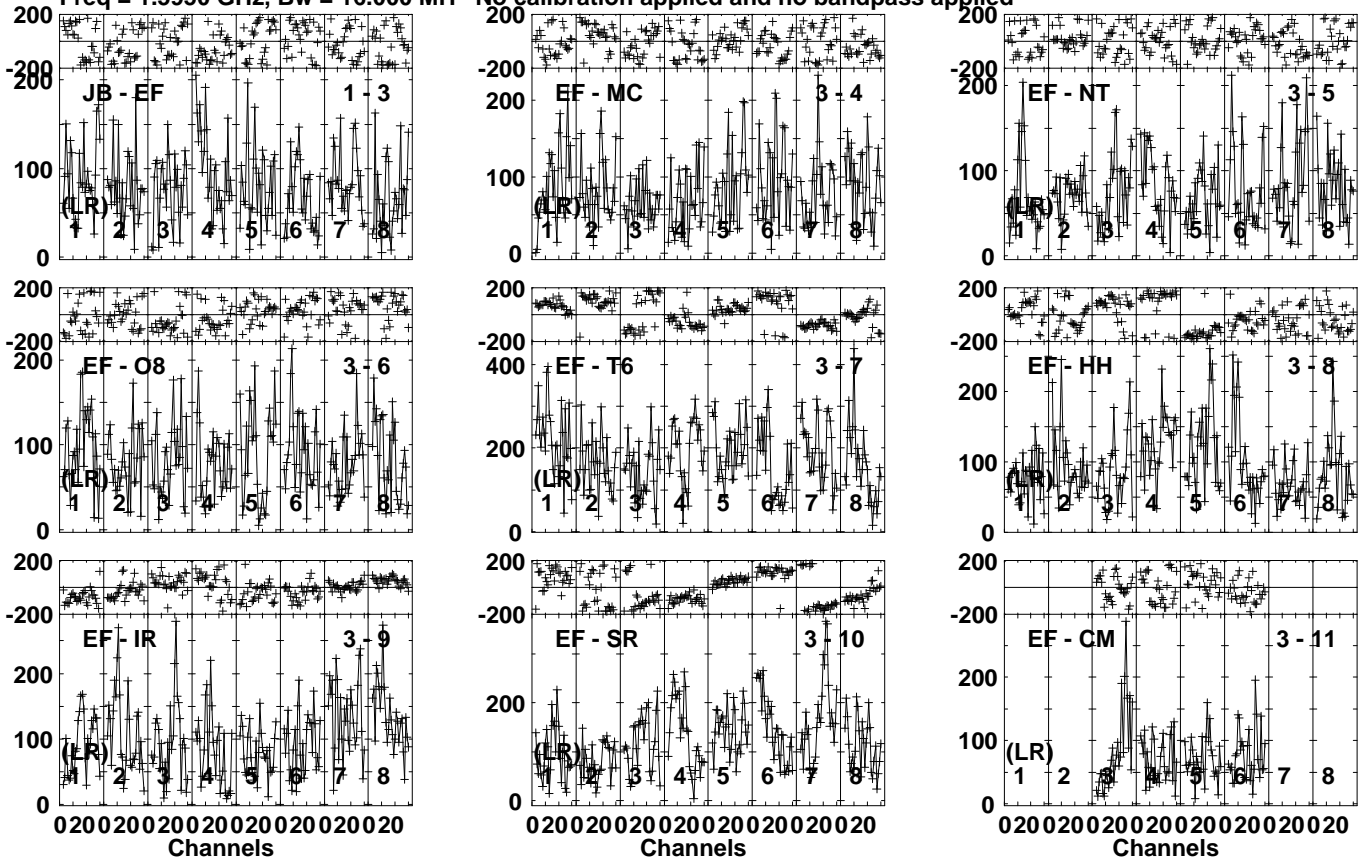 Freq = 1.5950 GHz, Bw = 16.000 MH No calibration applied and no bandpass applied
200 200 200
-200 -200 -200
200 JB - EF 1 - 3 200 EF - MC 3 - 4 200 EF - NT 3 - 5
100 100 100
(LR) (LR) (LR)
1 2 3 4 5 6 7 8 1 2 3 4 5 6 7 8 1 2 3 4 5 6 7 8
0 0 0
200 200 200
-200 -200 -200
200 EF - O8 3 - 6 400 EF - T6 3 - 7 EF - HH 3 - 8
200
100 200 100
(LR) (LR) (LR)
1 2 3 4 5 6 7 8 1 2 3 4 5 6 7 8 1 2 3 4 5 6 7 8
0 0 0
200 200 200
-200 -200 -200
EF - IR 3 - 9 EF - SR 3 - 10 EF - CM 3 - 11
200 200 200
100 100
(LR) (LR) (LR)
1 2 3 4 5 6 7 8 1 2 3 4 5 6 7 8 1 2 3 4 5 6 7 8
0 0 0
0 20 0 20 0 20 0 20 0 20 0 20 0 20 0 20 0 20 0 20 0 20 0 20 0 20 0 20 0 20 0 20 0 20 0 20 0 20 0 20 0 20 0 20 0 20 0 20
Channels Channels Channels